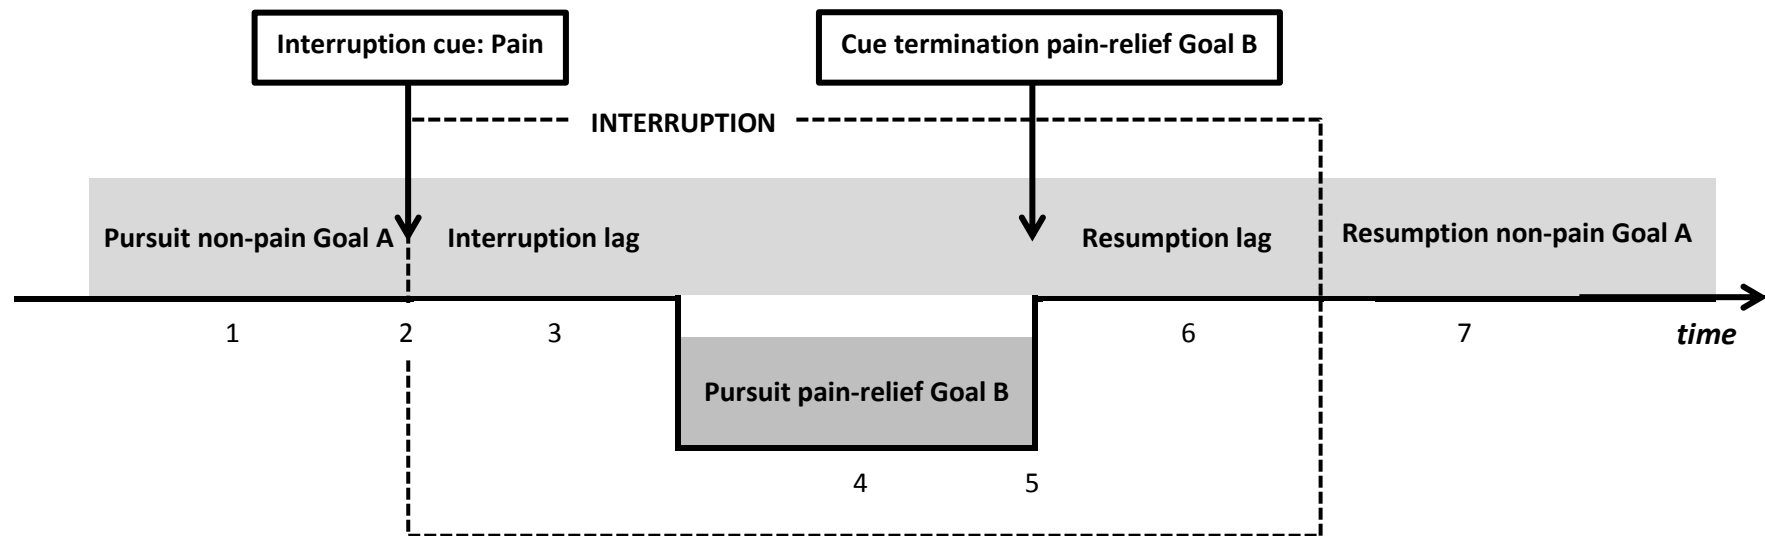 Interruption cue: Pain
Cue termination pain-relief Goal B
INTERRUPTION
Pursuit non-pain Goal A
Interruption lag
Resumption lag
Resumption non-pain Goal A
1
2
3
6
7
time
Pursuit pain-relief Goal B
4
5